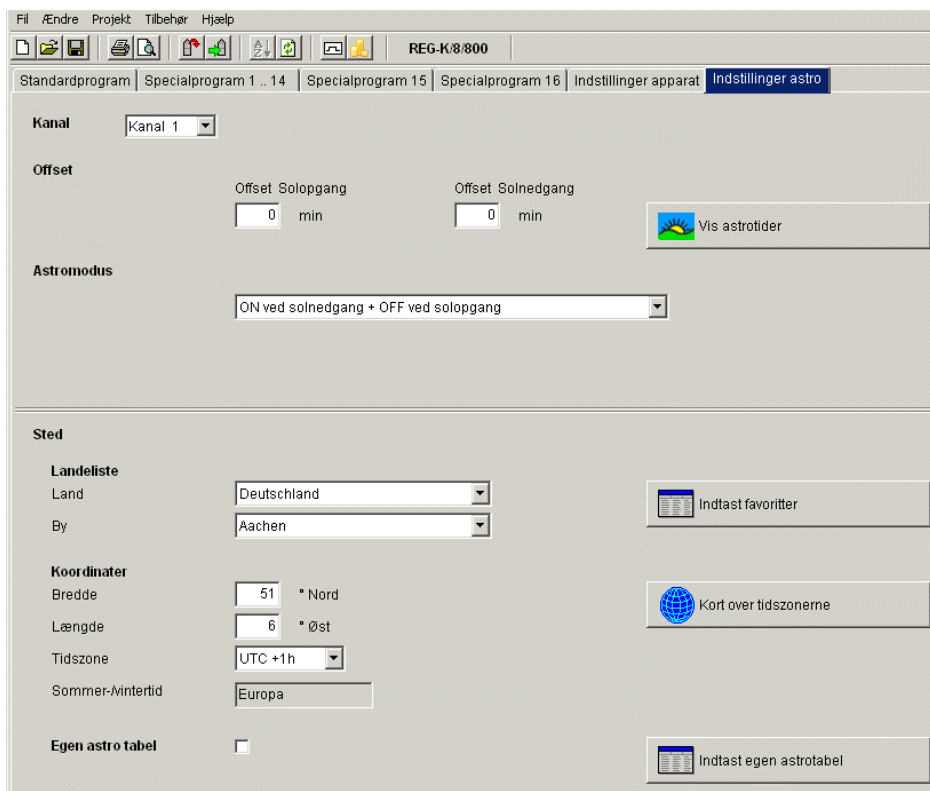 Fil Ændre Projekt Tilbehør Hjælp
REG-K/8/800
Standardprogram Specialprogram 1 .. 14 Specialprogram 15 Specialprogram 16 Indstillinger apparat Indstillinger astro
Kanal Kanal 1
Offset
Offset Solopgang Offset Solnedgang
0 min 0 min
Vis astrotider
Astromodus
ON ved solnedgang + OFF ved solopgang
Sted
Landeliste
Land Deutschland
Indtast favoritter
By Aachen
Koordinater
Bredde 51 ° Nord
Kort over tidszonerne
Længde 6 ° Øst
Tidszone UTC +1h
Sommer-/vintertid Europa
Egen astro tabel
Indtast egen astrotabel